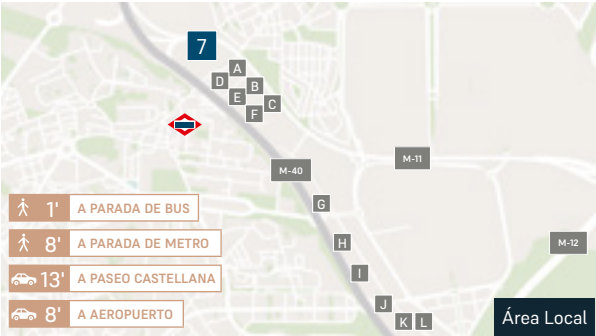 7
A
D
B
E
C
F
M-11
M-40
G
1' A PARADA DE BUS
H
8' A PARADA DE METRO
M-12
I
13' A PASEO CASTELLANA
J
8' A AEROPUERTO
K L
Área Local